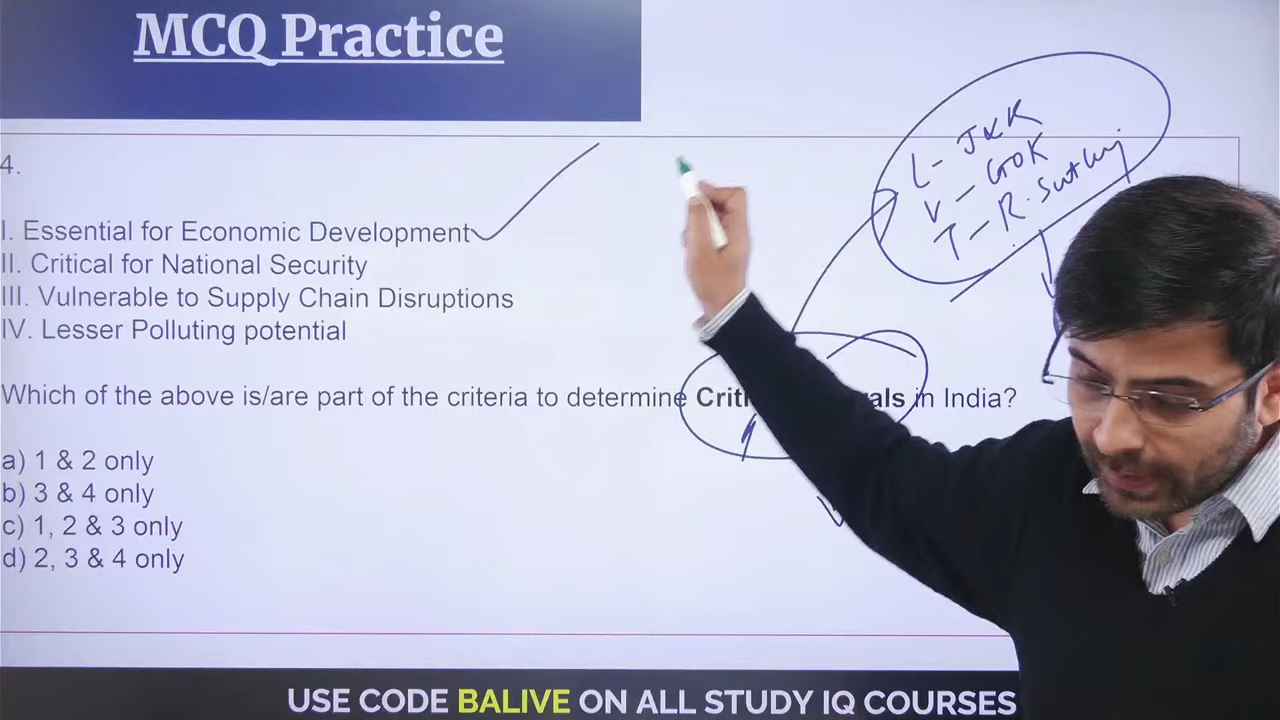 MCQ Practice
4.
L - J&K
V - GOK
T - R.
I. Essential for Economic Development
II. Critical for National Security
III. Vulnerable to Supply Chain Disruptions
IV. Lesser Polluting potential
Which of the above is/are part of the criteria to determine in India?
a) 1 & 2 only
b) 3 & 4 only
c) 1, 2 & 3 only
d) 2, 3 & 4 only
USE CODE BALIVE ON ALL STUDY IQ COURSES